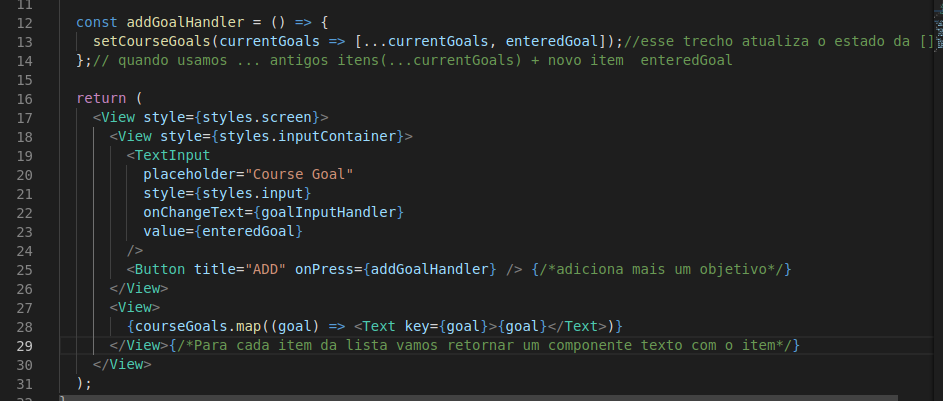 11
12 const addGoalHandler = () => {
13 setCourseGoals(currentGoals => [...currentGoals, enteredGoal]);//esse trecho atualiza o estado da []
14 };// quando usamos ... antigos itens(...currentGoals) + novo item  enteredGoal
15
16 return (
17 <View style={styles.screen}>
18 <View style={styles.inputContainer}>
19 <TextInput
20 placeholder="Course Goal"
21 style={styles.input}
22 onChangeText={goalInputHandler}
23 value={enteredGoal}
24 />
25 <Button title="ADD" onPress={addGoalHandler} /> {/*adiciona mais um objetivo*/}
26 </View>
27 <View>
28 {courseGoals.map((goal) => <Text key={goal}>{goal}</Text>)}
29 </View>{/*Para cada item da lista vamos retornar um componente texto com o item*/}
30 </View>
31 );
32 }